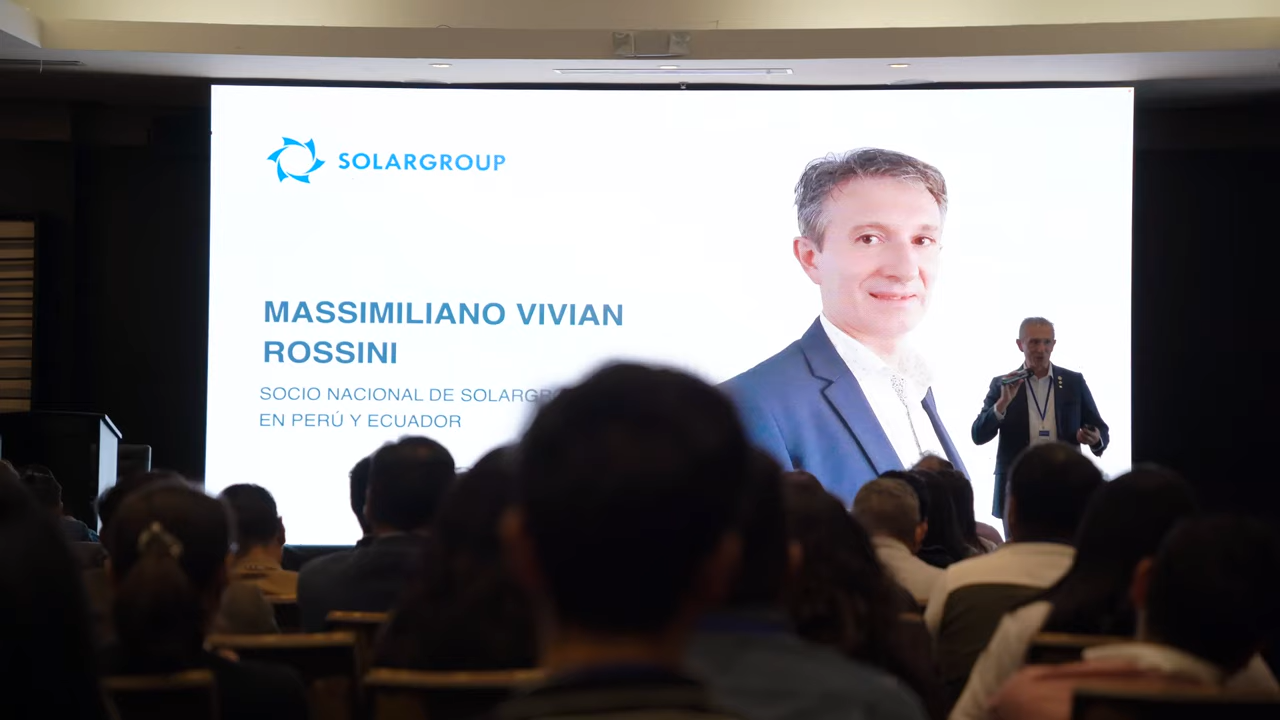 SOLARGROUP
MASSIMILIANO VIVIAN
ROSSINI
SOCIO NACIONAL DE
EN PERÚ Y ECUADOR